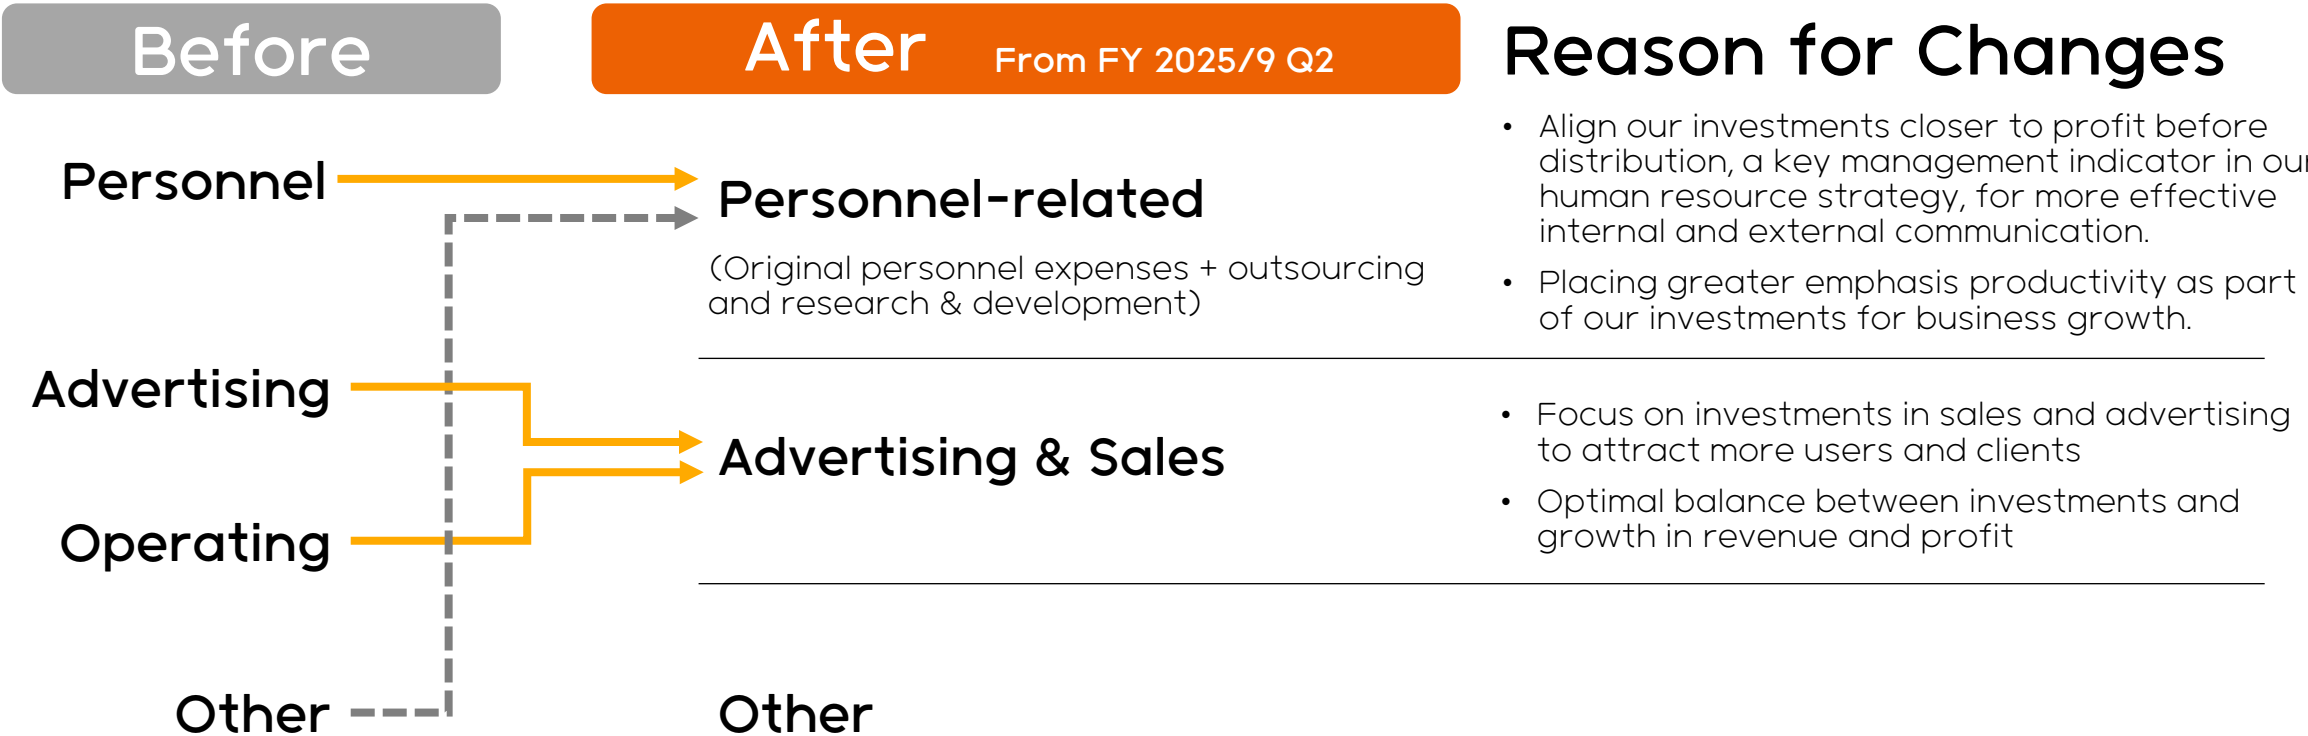 Before
After From FY 2025/9 Q2
Reason for Changes
Personnel
Personnel-related
(Original personnel expenses + outsourcing
and research & development)
• Align our investments closer to profit before
distribution, a key management indicator in our
human resource strategy, for more effective
internal and external communication.
• Placing greater emphasis productivity as part
of our investments for business growth.
Advertising
Operating
Advertising & Sales
• Focus on investments in sales and advertising
to attract more users and clients
• Optimal balance between investments and
growth in revenue and profit
Other
Other